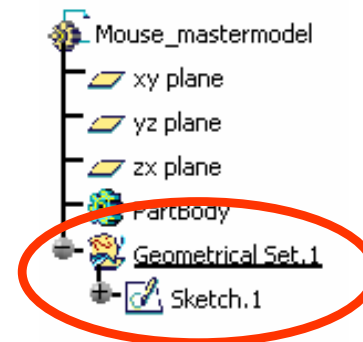 Mouse_mastermodel
xy plane
yz plane
zx plane
PartBody
Geometrical Set.1
Sketch.1